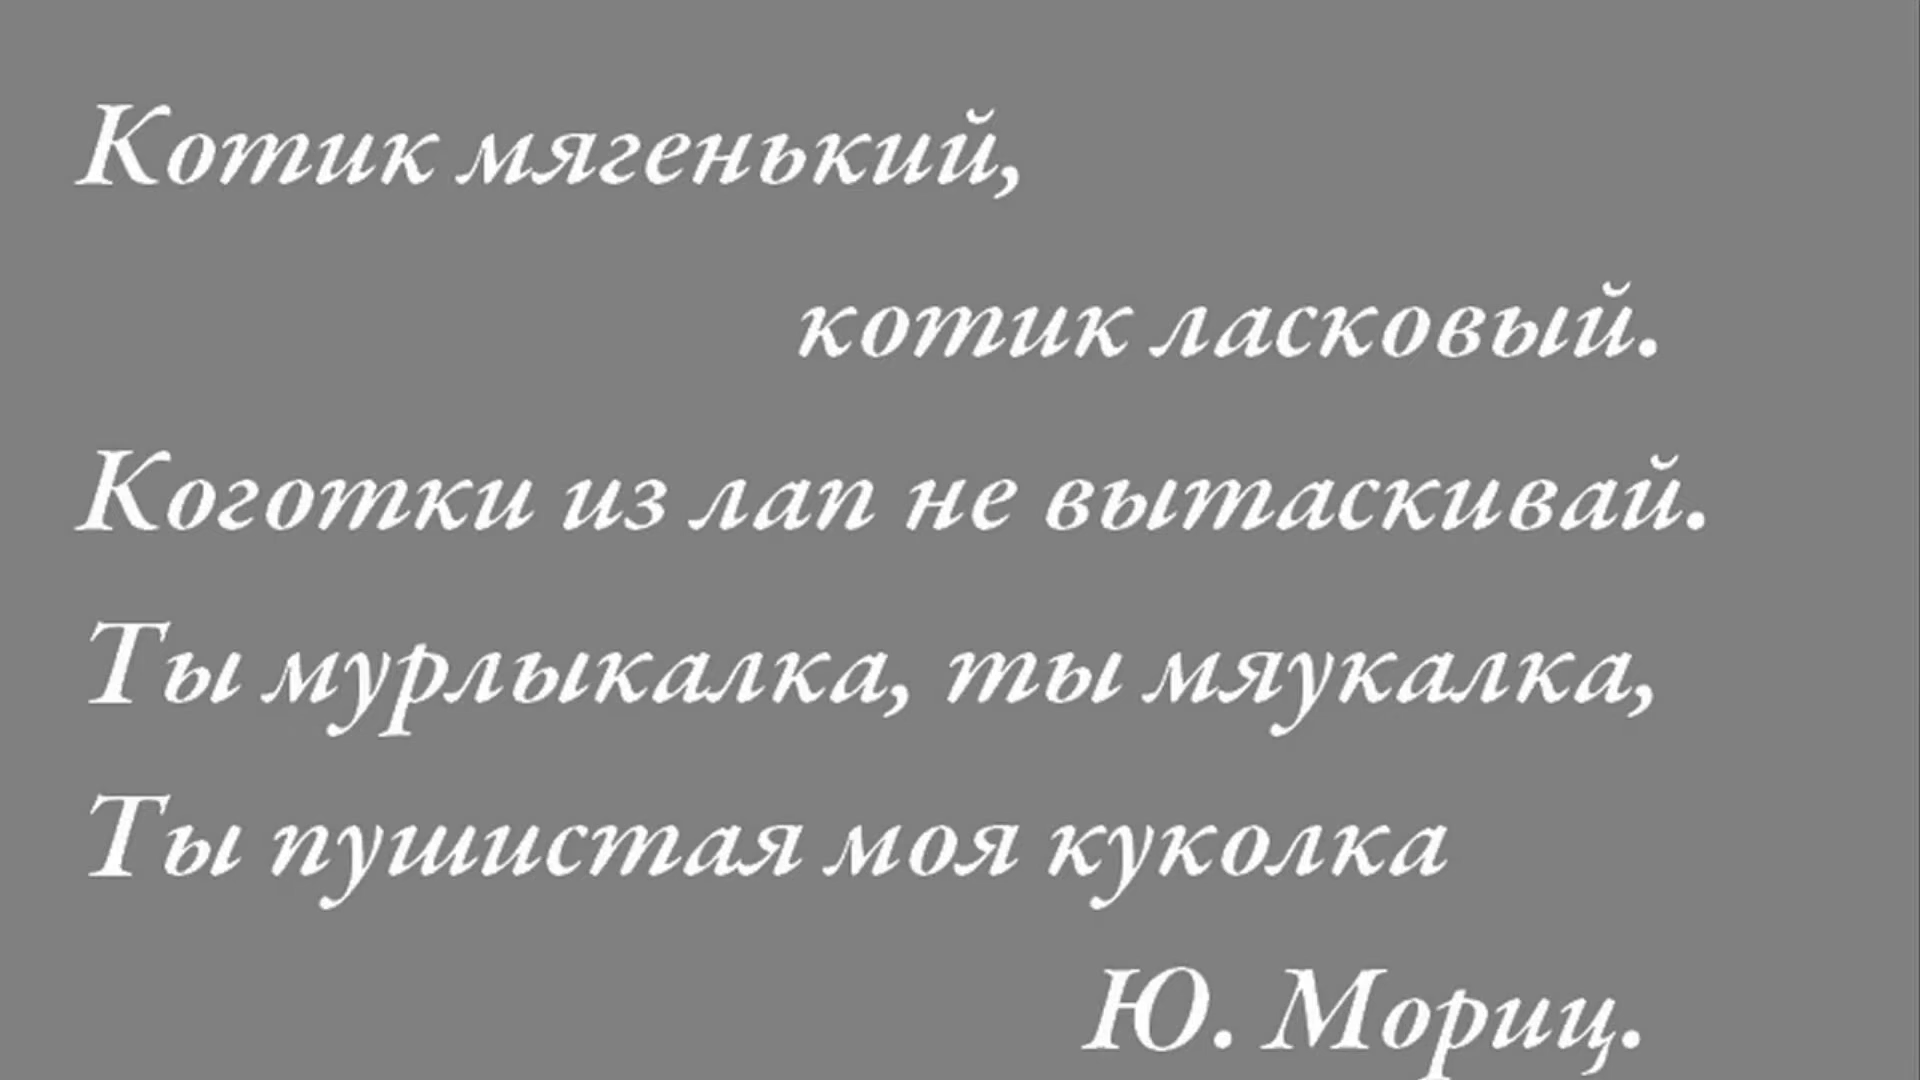 Котик мягенький,
котик ласковый.
Коготки из лап не вытаскивай.
Ты мурлыкалка, ты мяукалка,
Ты пушистая моя куколка
Ю. Мориц.